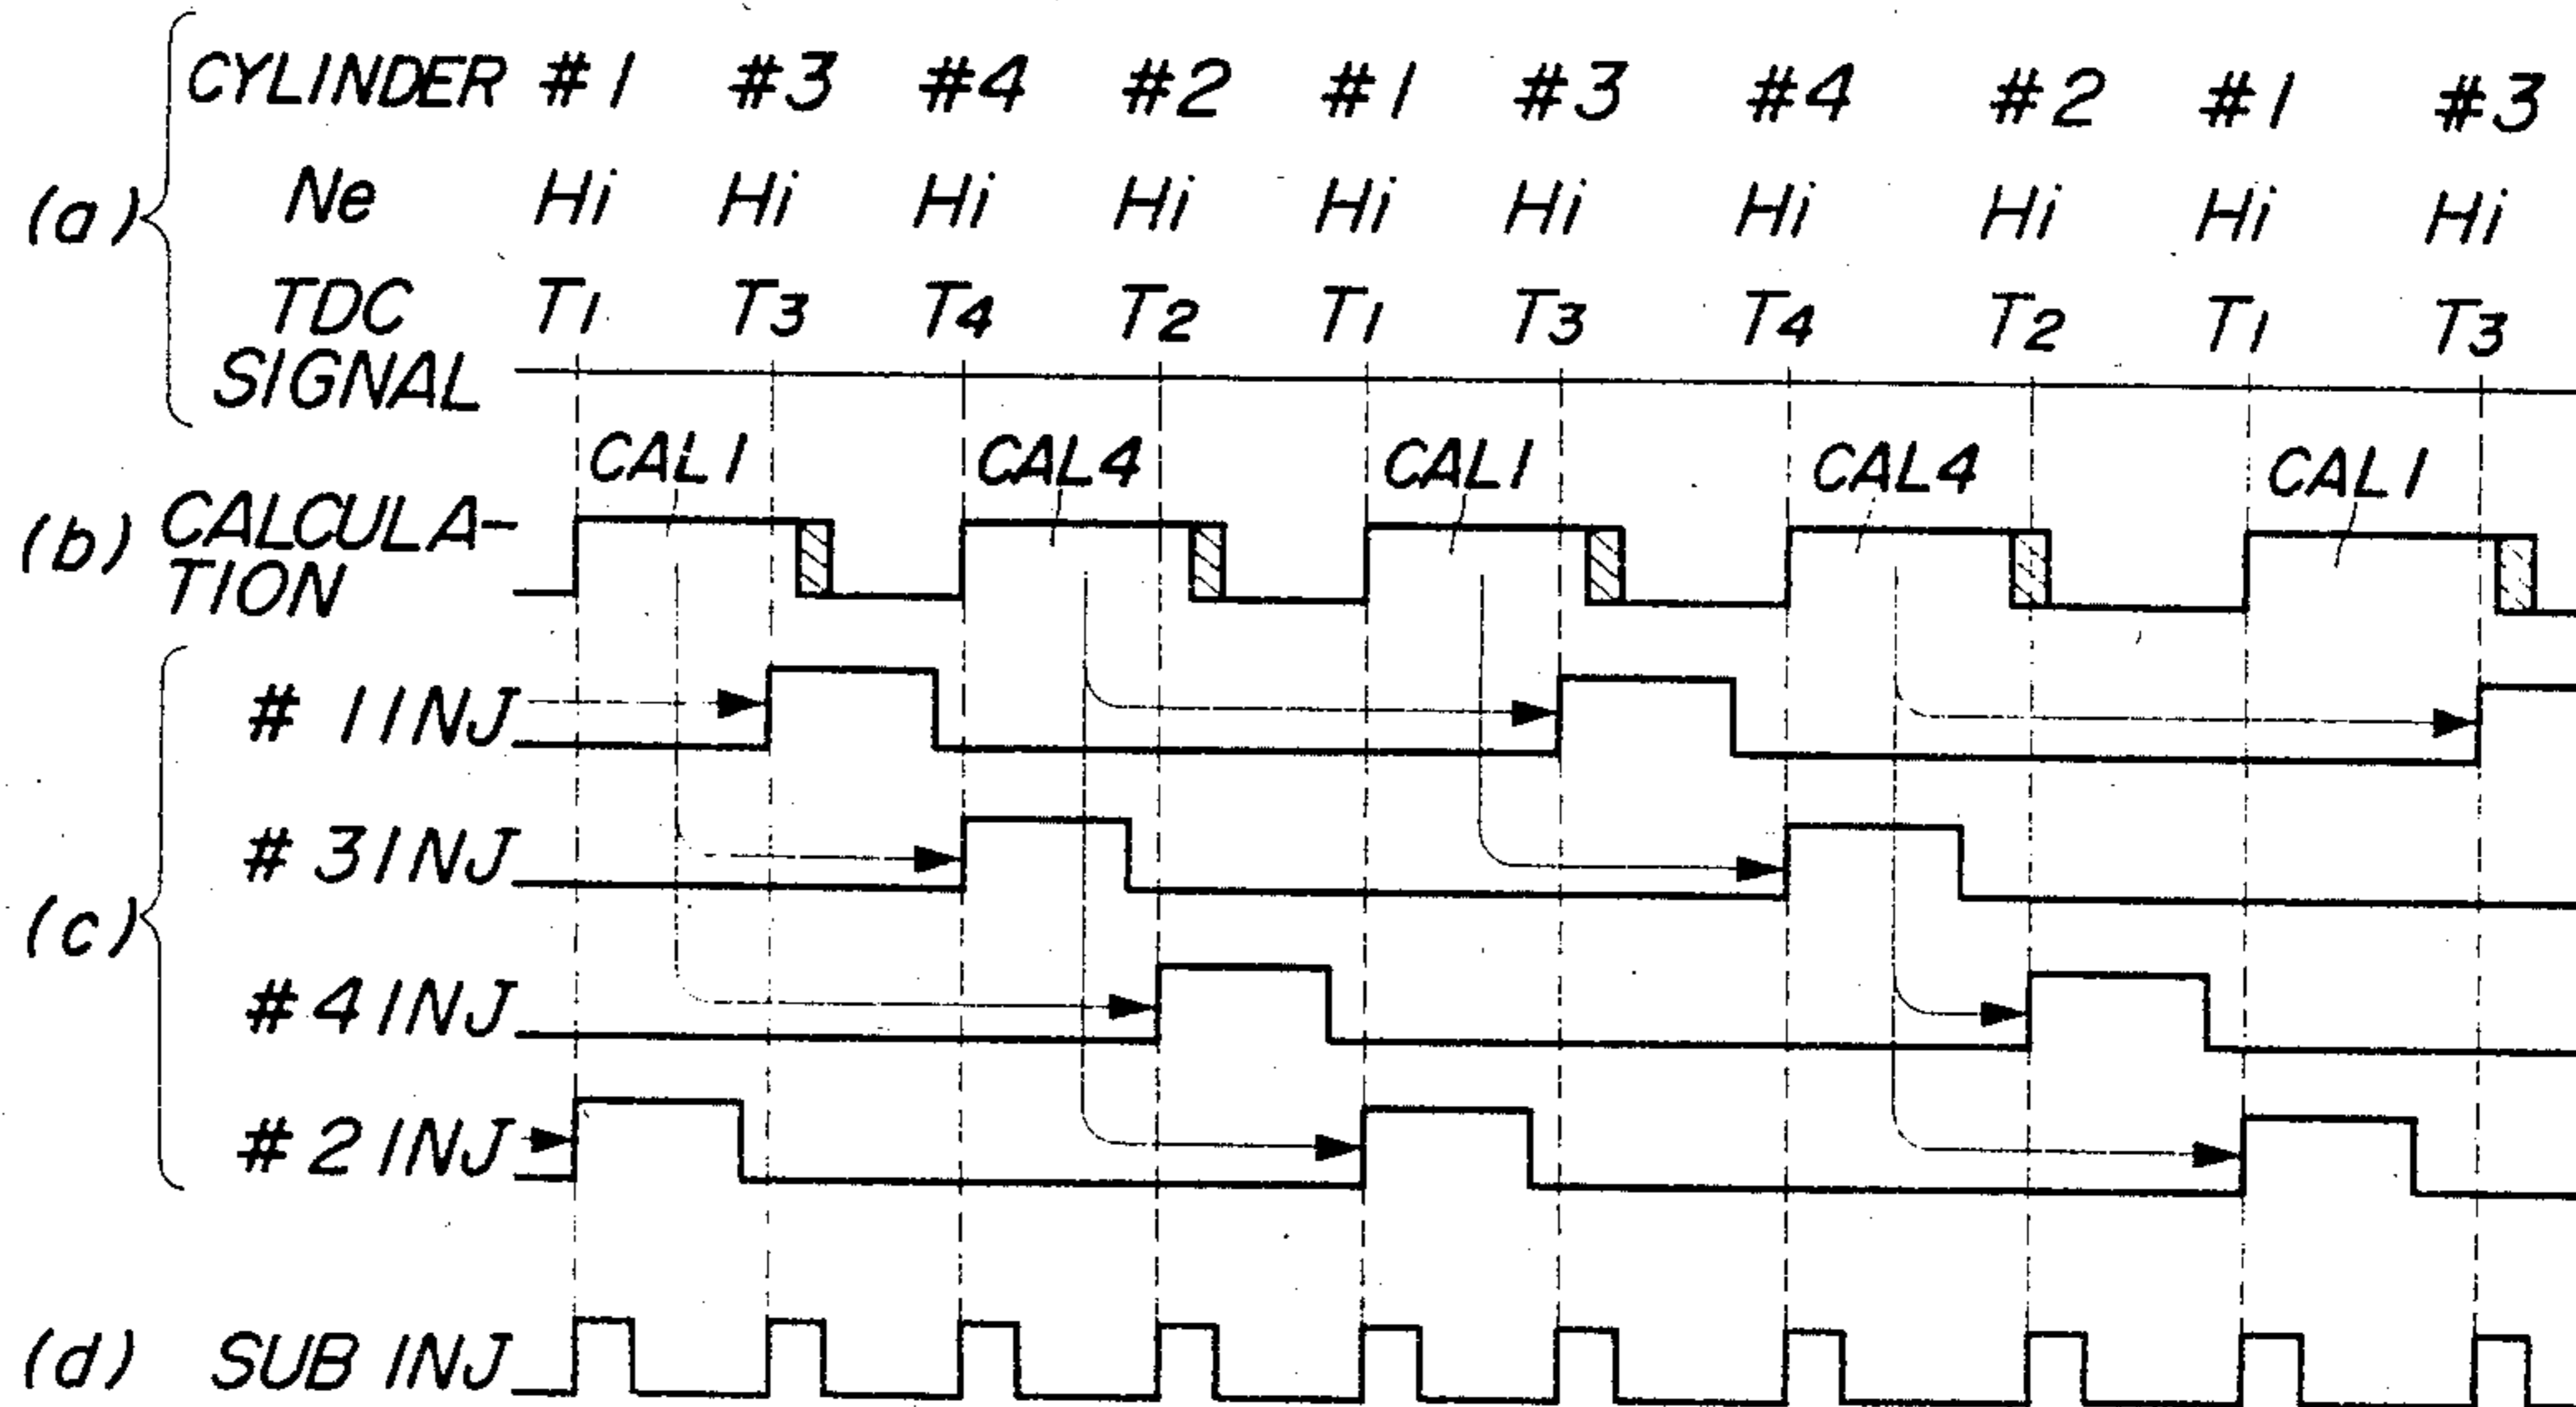 (a)
CYLINDER #1 #3 #4 #2 #1 #3 #4 #2 #1 #3
Ne Hi Hi Hi Hi Hi Hi Hi Hi Hi Hi
TDC T1 T3 T4 T2 T1 T3 T4 T2 T1 T3
SIGNAL
CAL1 CAL4 CAL1 CAL4 CAL1
(b) CALCULA-
TION
(c)
#1INJ
#3INJ
#4INJ
#2INJ
(d) SUB INJ